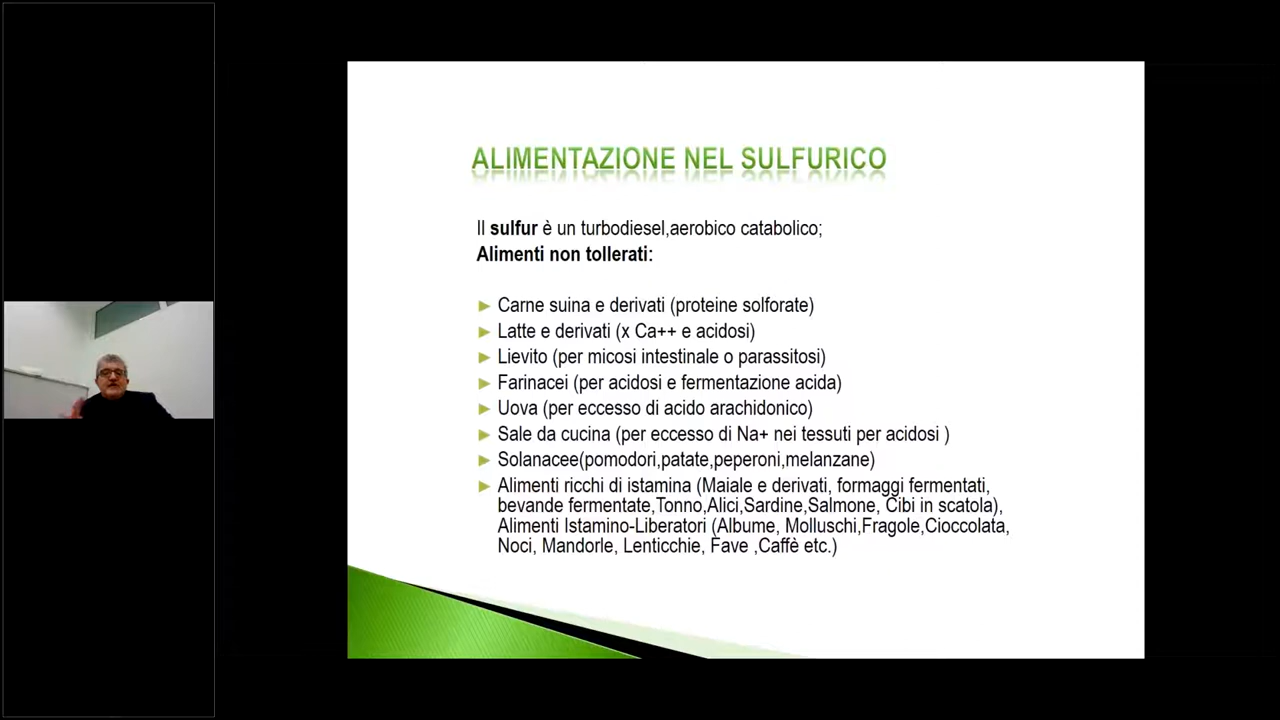 ALIMENTAZIONE NEL SULFURICO
Il sulfur è un turbodiesel,aerobico catabolico;
Alimenti non tollerati:
► Carne suina e derivati (proteine solforate)
► Latte e derivati (x Ca++ e acidosi)
► Lievito (per micosi intestinale o parassitosi)
► Farinacei (per acidosi e fermentazione acida)
► Uova (per eccesso di acido arachidonico)
► Sale da cucina (per eccesso di Na+ nei tessuti per acidosi )
► Solanacee(pomodori,patate,peperoni,melanzane)
► Alimenti ricchi di istamina (Maiale e derivati, formaggi fermentati,
bevande fermentate,Tonno,Alici,Sardine,Salmone, Cibi in scatola),
Alimenti Istamino-Liberatori (Albume, Molluschi,Fragole,Cioccolata,
Noci, Mandorle, Lenticchie, Fave ,Caffè etc.)